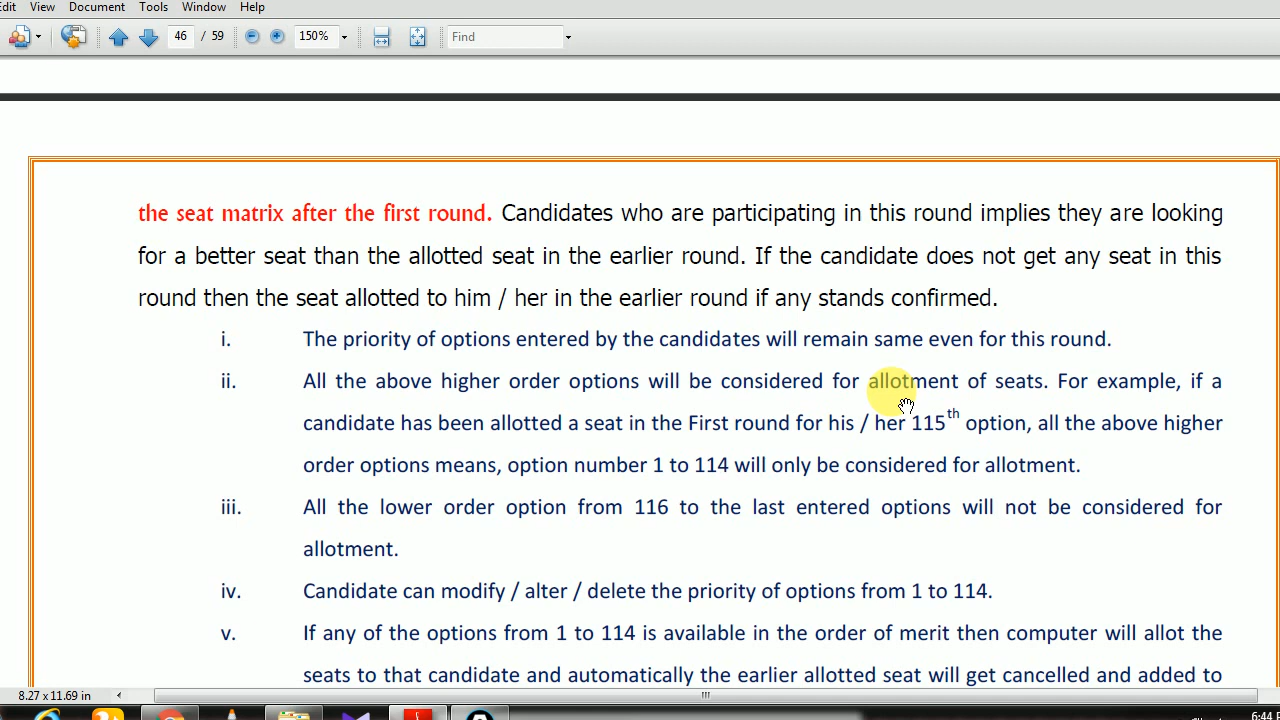 Edit View Document Tools Window Help
46 / 59 150% Find
the seat matrix after the first round. Candidates who are participating in this round implies they are looking
for a better seat than the allotted seat in the earlier round. If the candidate does not get any seat in this
round then the seat allotted to him / her in the earlier round if any stands confirmed.
i. The priority of options entered by the candidates will remain same even for this round.
ii. All the above higher order options will be considered for allotment of seats. For example, if a
candidate has been allotted a seat in the First round for his / her 115th option, all the above higher
order options means, option number 1 to 114 will only be considered for allotment.
iii. All the lower order option from 116 to the last entered options will not be considered for
allotment.
iv. Candidate can modify / alter / delete the priority of options from 1 to 114.
v. If any of the options from 1 to 114 is available in the order of merit then computer will allot the
seats to that candidate and automatically the earlier allotted seat will get cancelled and added to
8.27 x 11.69 in
6:44